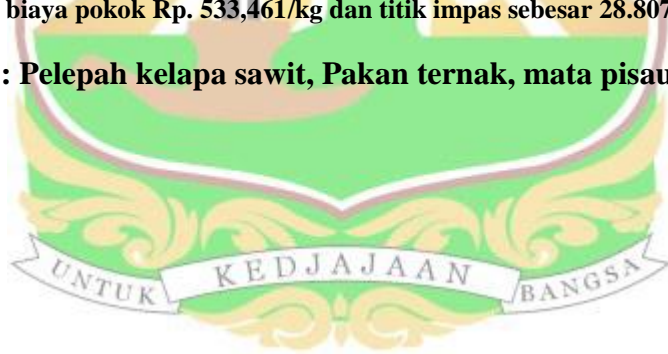 biaya pokok Rp. 533,461/kg dan titik impas sebesar 28.807
: Pelepah kelapa sawit, Pakan ternak, mata pisau
UNTUK KEDJAJAAN BANGSA